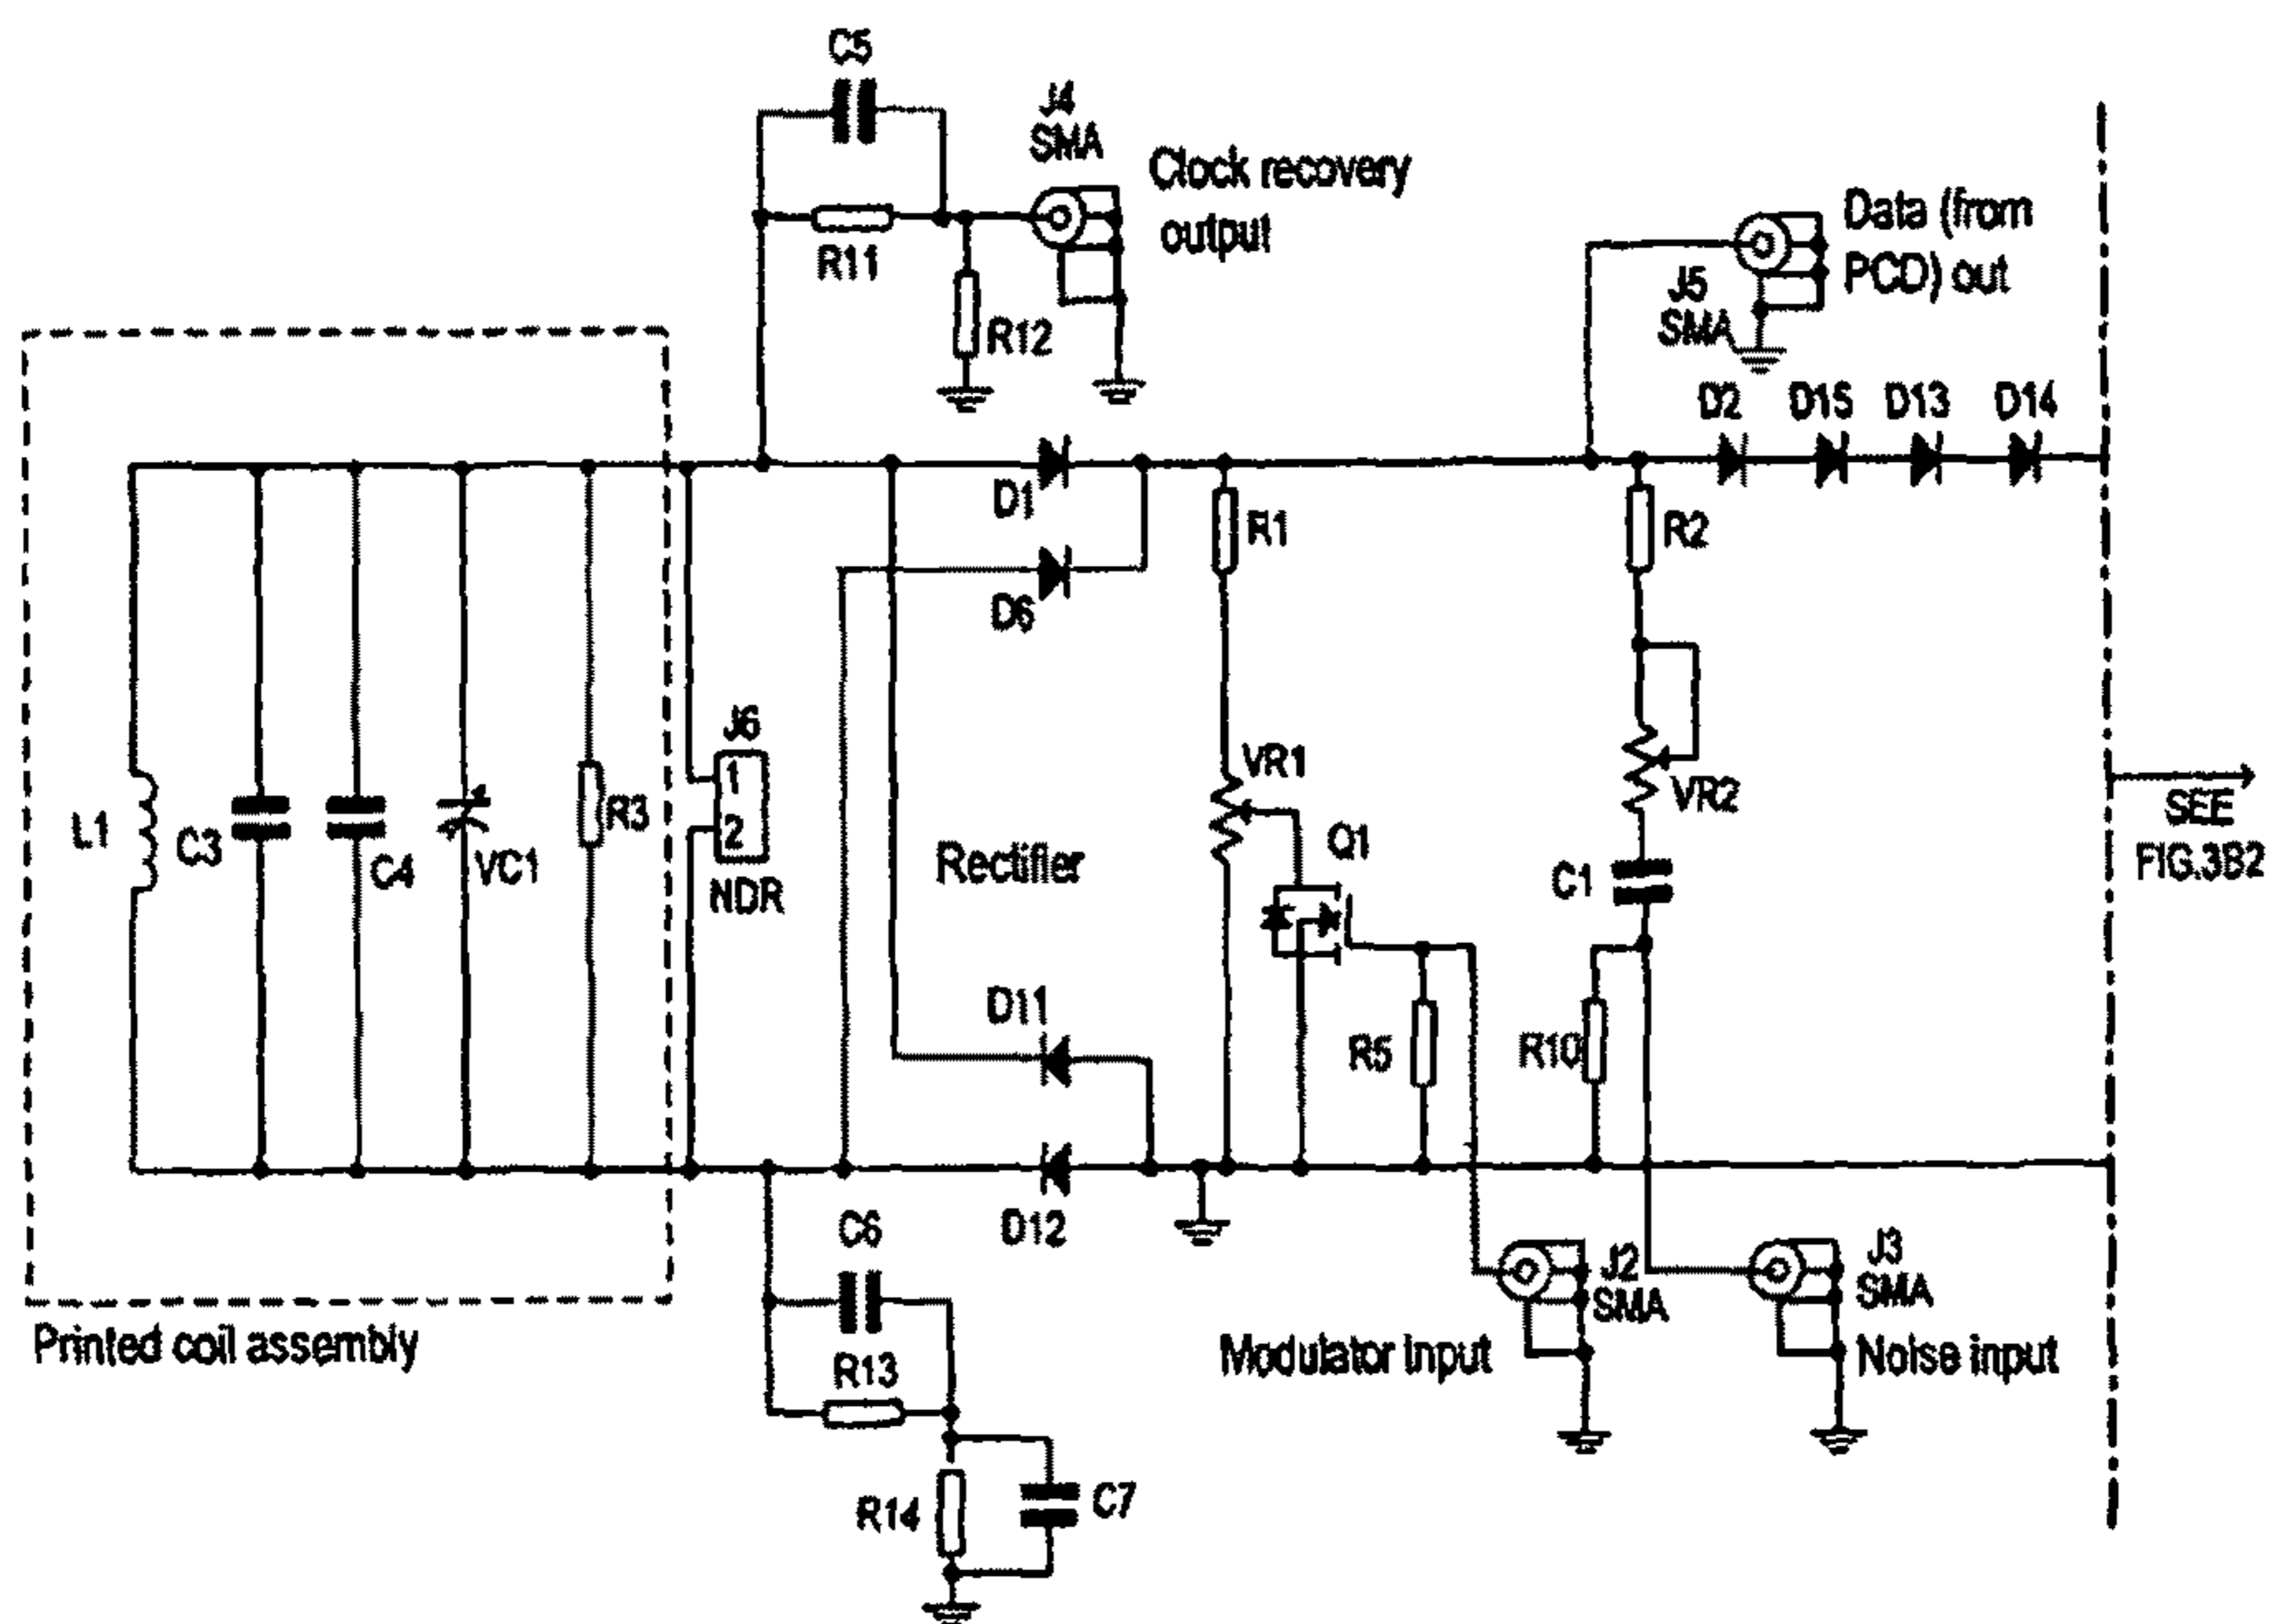 C5
J4
SMA
Clock recovery
output
R11
R12
Data (from
PCD) out
J5
SMA
D2
D15
D13
D14
D1
R1
R2
D6
J6
1
2
NDR
L1
C3
C4
VC1
R3
Rectifier
VR1
Q1
VR2
C1
SEE
FIG.3B2
D11
R5
R10
D12
C6
J2
SMA
J3
SMA
Printed coil assembly
R13
Modulator input
Noise input
R14
C7